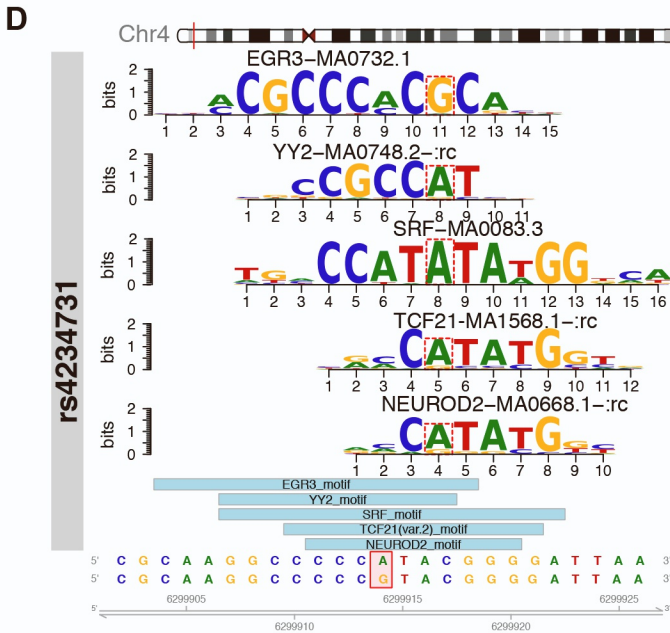 D
Chr4
EGR3-MA0732.1
bits
2
1
0
A C G C C C A C G C A
C C
1 2 3 4 5 6 7 8 9 10 11 12 13 14 15
YY2-MA0748.2-:rc
bits
2
1
0
C C G C C A T
1 2 3 4 5 6 7 8 9 10 11
SRF-MA0083.3
bits
2
1
0
T G A C C A T A T A T G G T C A
1 2 3 4 5 6 7 8 9 10 11 12 13 14 15 16
TCF21-MA1568.1-:rc
bits
2
1
0
G C C A T A T G G T
1 2 3 4 5 6 7 8 9 10 11 12
NEUROD2-MA0668.1-:rc
bits
2
1
0
A C C A T A T G G C
1 2 3 4 5 6 7 8 9 10
rs4234731
EGR3_motif
YY2_motif
SRF_motif
TCF21(var.2)_motif
NEUROD2_motif
5' C G C A A G G C C C C C A T A C G G G G A T T A A 3'
5' C G C A A G G C C C C C G T A C G G G G A T T A A 3'
6299905 6299915 6299925
5' 3'
6299910 6299920